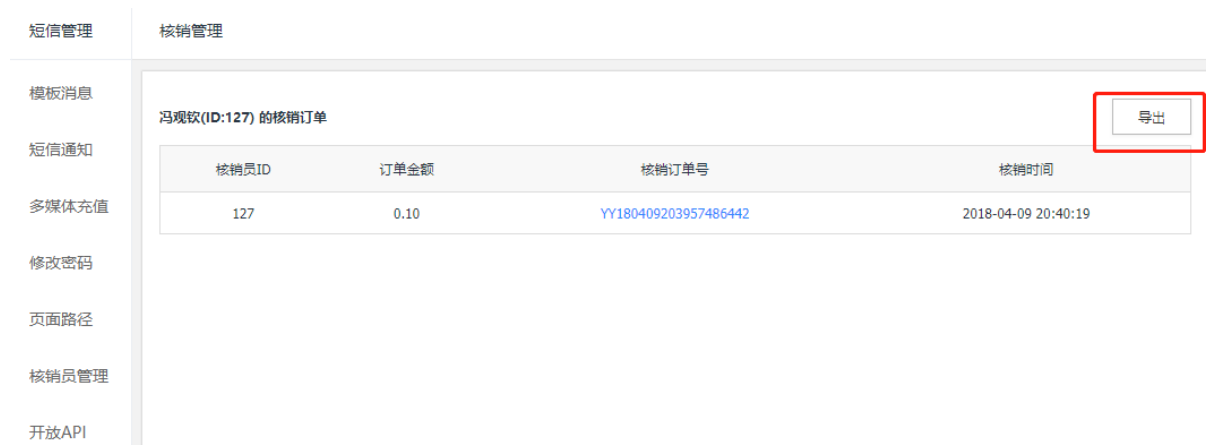 短信管理
核销管理
模板消息
短信通知
多媒体充值
修改密码
页面路径
核销员管理
开放API
冯观钦(ID:127) 的核销订单
导出
核销员ID 订单金额 核销订单号 核销时间
127 0.10 YY180409203957486442 2018-04-09 20:40:19